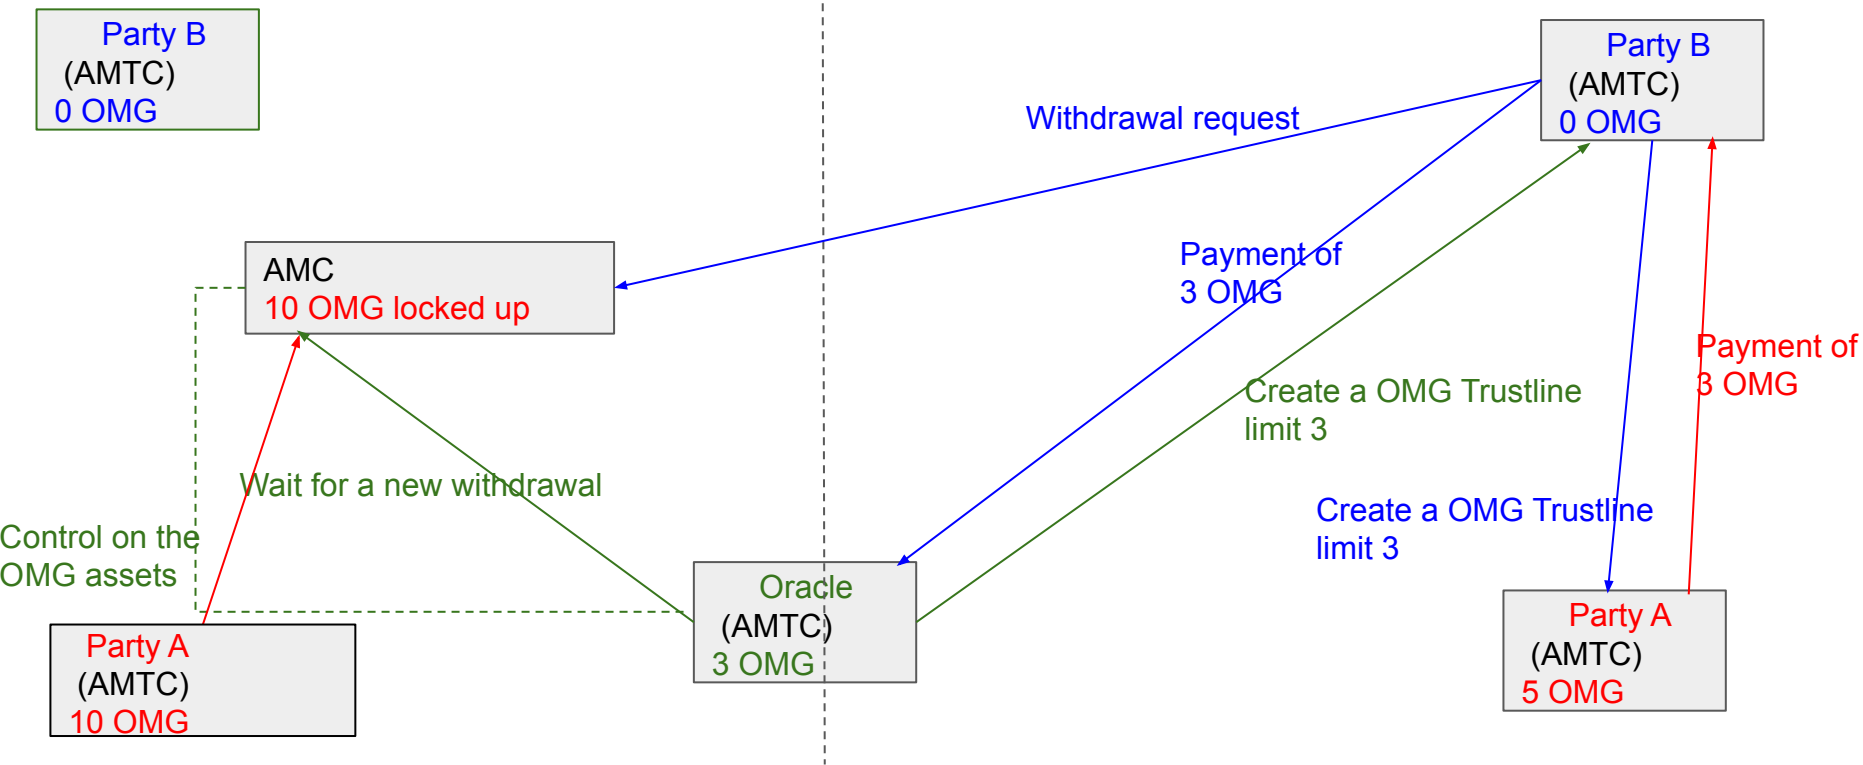 Party B
(AMTC)
0 OMG
Party B
(AMTC)
0 OMG
Withdrawal request
AMC
10 OMG locked up
Payment of
3 OMG
Payment of
3 OMG
Create a OMG Trustline
limit 3
Wait for a new withdrawal
Control on the
OMG assets
Create a OMG Trustline
limit 3
Oracle
(AMTC)
3 OMG
Party A
(AMTC)
5 OMG
Party A
(AMTC)
10 OMG